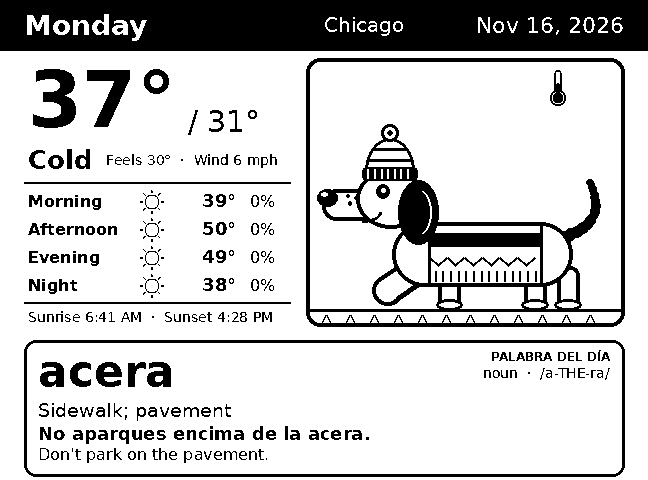 Monday Chicago Nov 16, 2026
37° / 31°
Cold Feels 30° · Wind 6 mph
Morning 39° 0%
Afternoon 50° 0%
Evening 49° 0%
Night 38° 0%
Sunrise 6:41 AM · Sunset 4:28 PM
acera
PALABRA DEL DÍA
noun · /a-THE-ra/
Sidewalk; pavement
No aparques encima de la acera.
Don't park on the pavement.